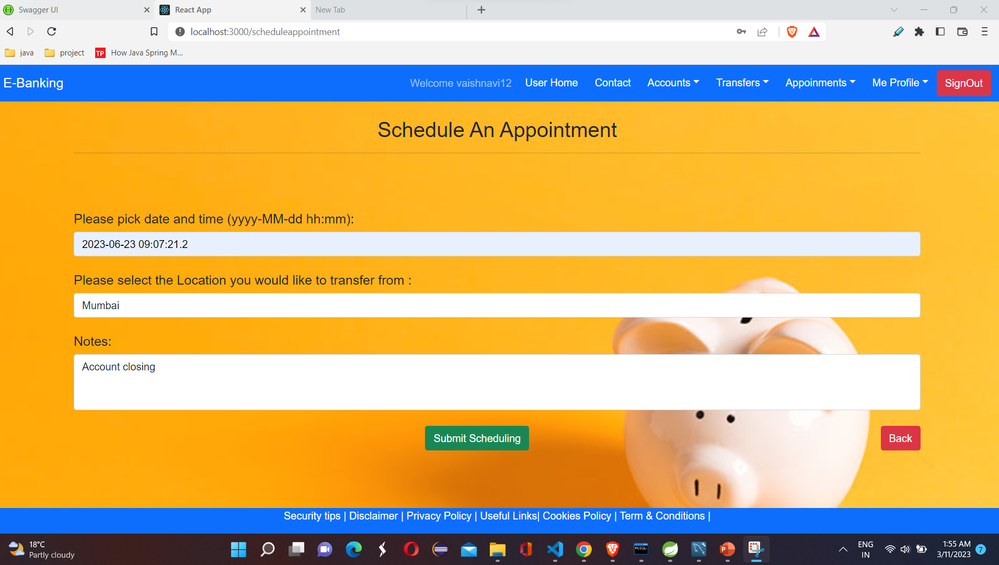 Swagger UI
React App
New Tab
localhost:3000/scheduleappointment
java
project
TP
How Java Spring M...
E-Banking
Welcome vaishnavi12
User Home
Contact
Accounts
Transfers
Appoinments
Me Profile
SignOut
Schedule An Appointment
Please pick date and time (yyyy-MM-dd hh:mm):
2023-06-23 09:07:21.2
Please select the Location you would like to transfer from :
Mumbai
Notes:
Account closing
Submit Scheduling
Back
Security tips | Disclaimer | Privacy Policy | Useful Links| Cookies Policy | Term & Conditions |
18°C
Partly cloudy
MySQL
P
ENG
IN
1:55 AM
3/11/2023
7